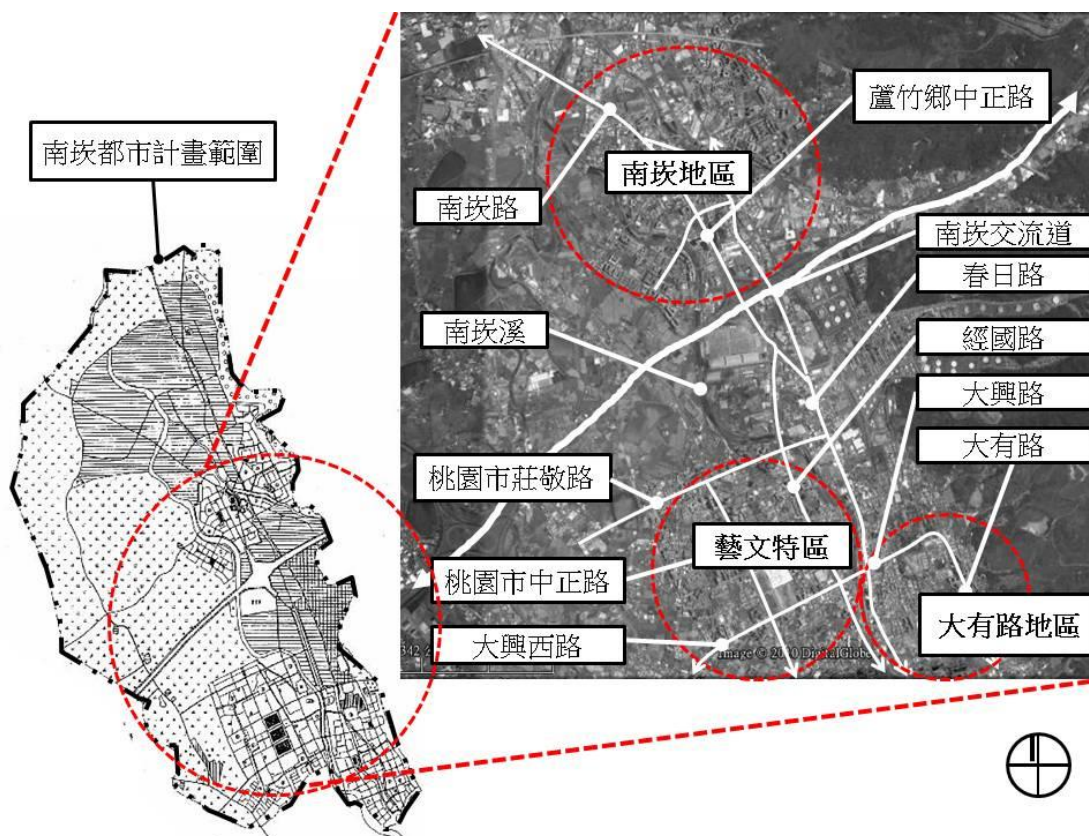 南崁都市計畫範圍
蘆竹鄉中正路
南崁地區
南崁路
南崁交流道
春日路
南崁溪
經國路
大興路
大有路
桃園市莊敬路
藝文特區
桃園市中正路
大有路地區
大興西路
DigitalGlobe